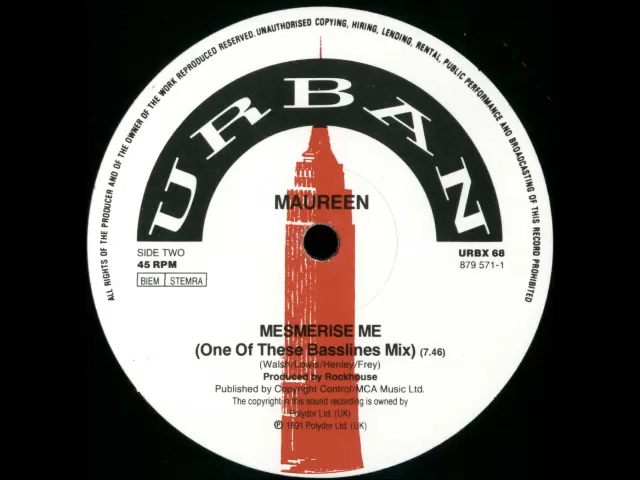 ALL RIGHTS OF THE PRODUCER AND OF THE OWNER OF THE WORK REPRODUCED RESERVED. UNAUTHORISED COPYING, HIRING, LENDING, RENTAL, PUBLIC PERFORMANCE AND BROADCASTING OF THIS RECORD PROHIBITED
URBAN
MAUREEN
SIDE TWO
45 RPM
BIEM STEMRA
URBX 68
879 571-1
MESMERISE ME
(One Of These Basslines Mix) (7.46)
(Walsh/Lowis/Henley/Frey)
Produced by Rockhouse
Published by Copyright Control/MCA Music Ltd.
The copyright in this sound recording is owned by
Polydor Ltd. (UK)
℗ 1991 Polydor Ltd. (UK)